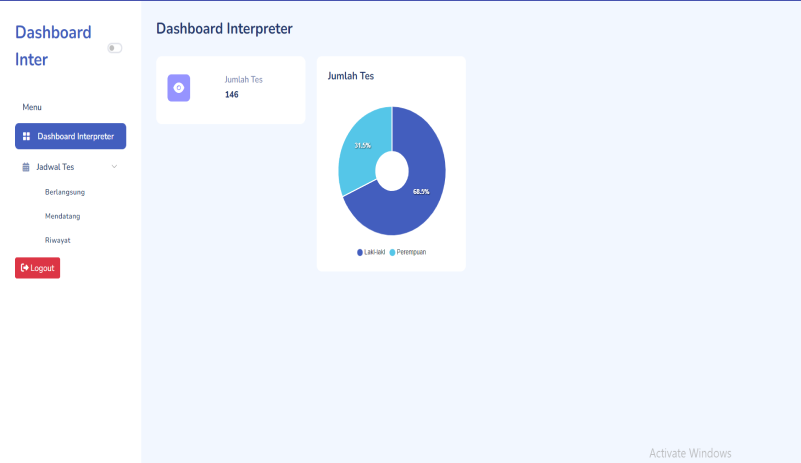 Dashboard
Inter
Menu
Dashboard Interpreter
Jadwal Tes
Berlangsung
Mendatang
Riwayat
Logout
Dashboard Interpreter
Jumlah Tes
146
Jumlah Tes
31.5%
68.5%
Laki-laki Perempuan
Activate Windows